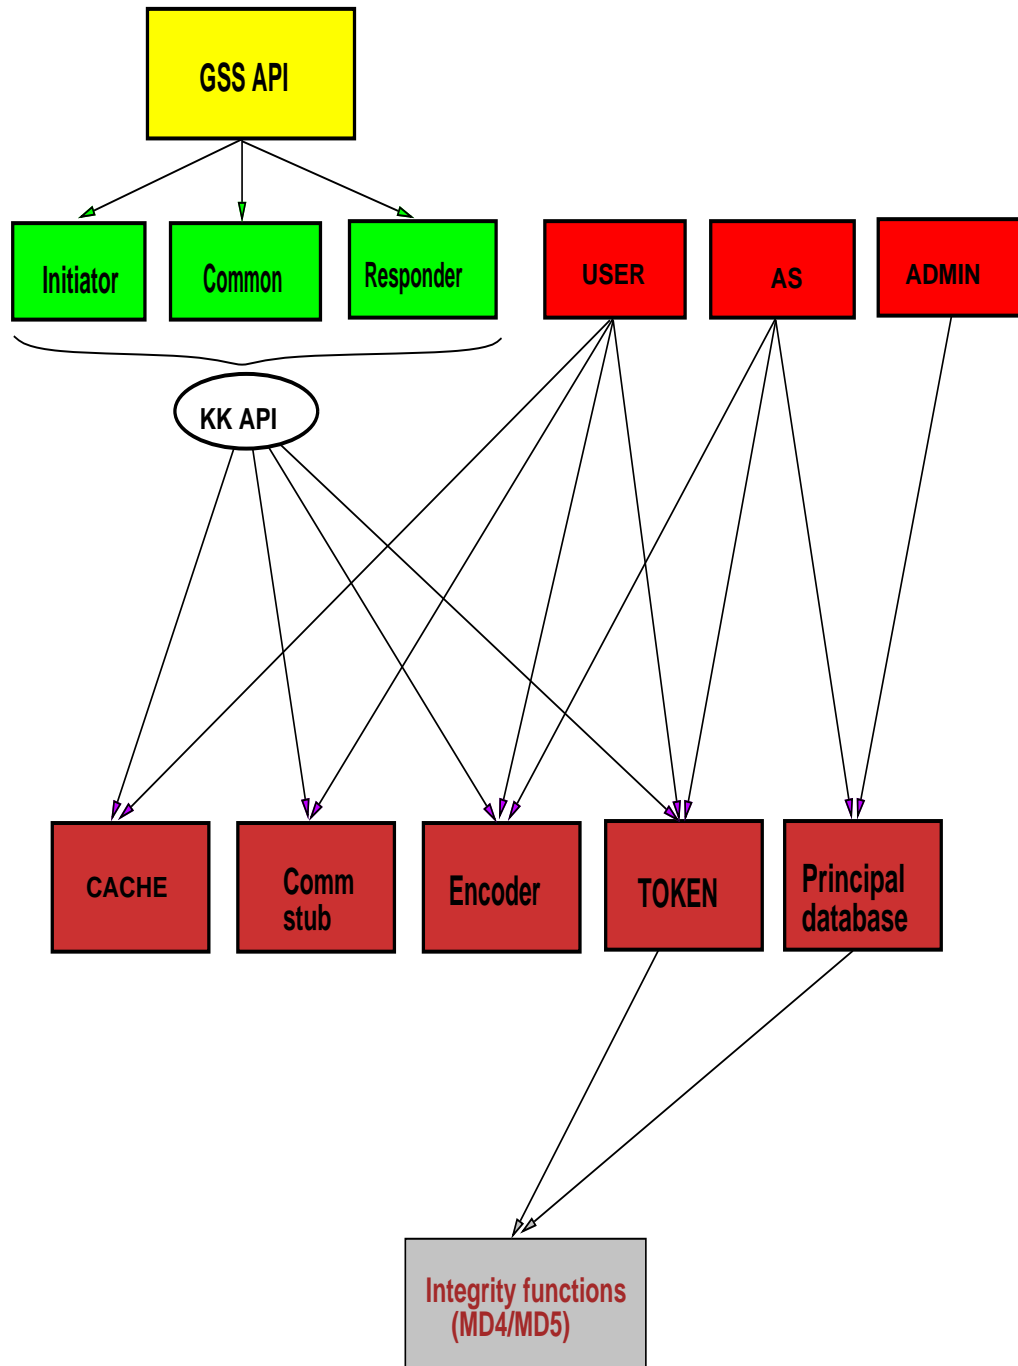 GSS API
Initiator
Common
Responder
USER
AS
ADMIN
KK API
CACHE
Comm
stub
Encoder
TOKEN
Principal
database
Integrity functions
(MD4/MD5)